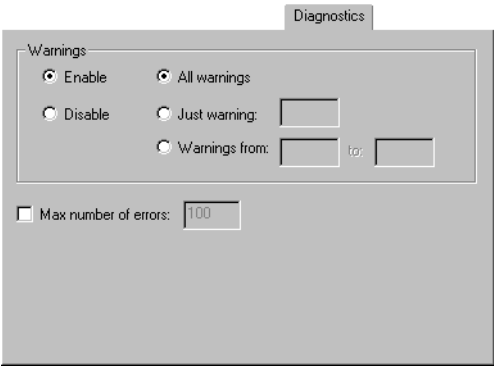 Diagnostics
Warnings
Enable
All warnings
Disable
Just warning:
Warnings from:
to:
Max number of errors:
100